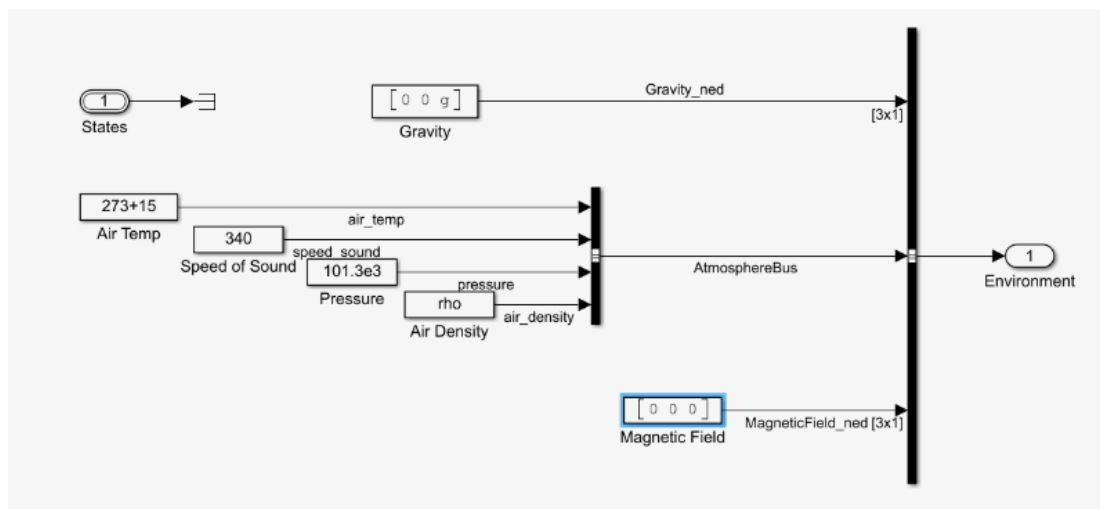 1
States
[ 0 0 g ]
Gravity
Gravity_ned
[3x1]
273+15
Air Temp
air_temp
340
Speed of Sound
speed_sound
101.3e3
Pressure
pressure
rho
Air Density
air_density
AtmosphereBus
1
Environment
[ 0 0 0 ]
Magnetic Field
MagneticField_ned [3x1]